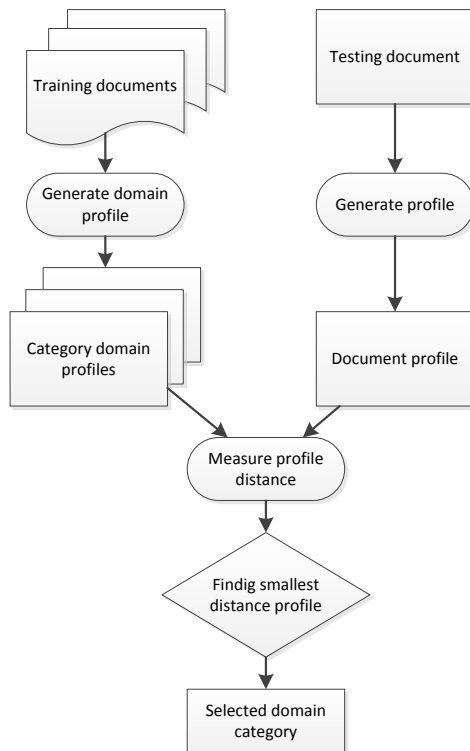 Training documents
Testing document
Generate domain
profile
Generate profile
Category domain
profiles
Document profile
Measure profile
distance
Findig smallest
distance profile
Selected domain
category